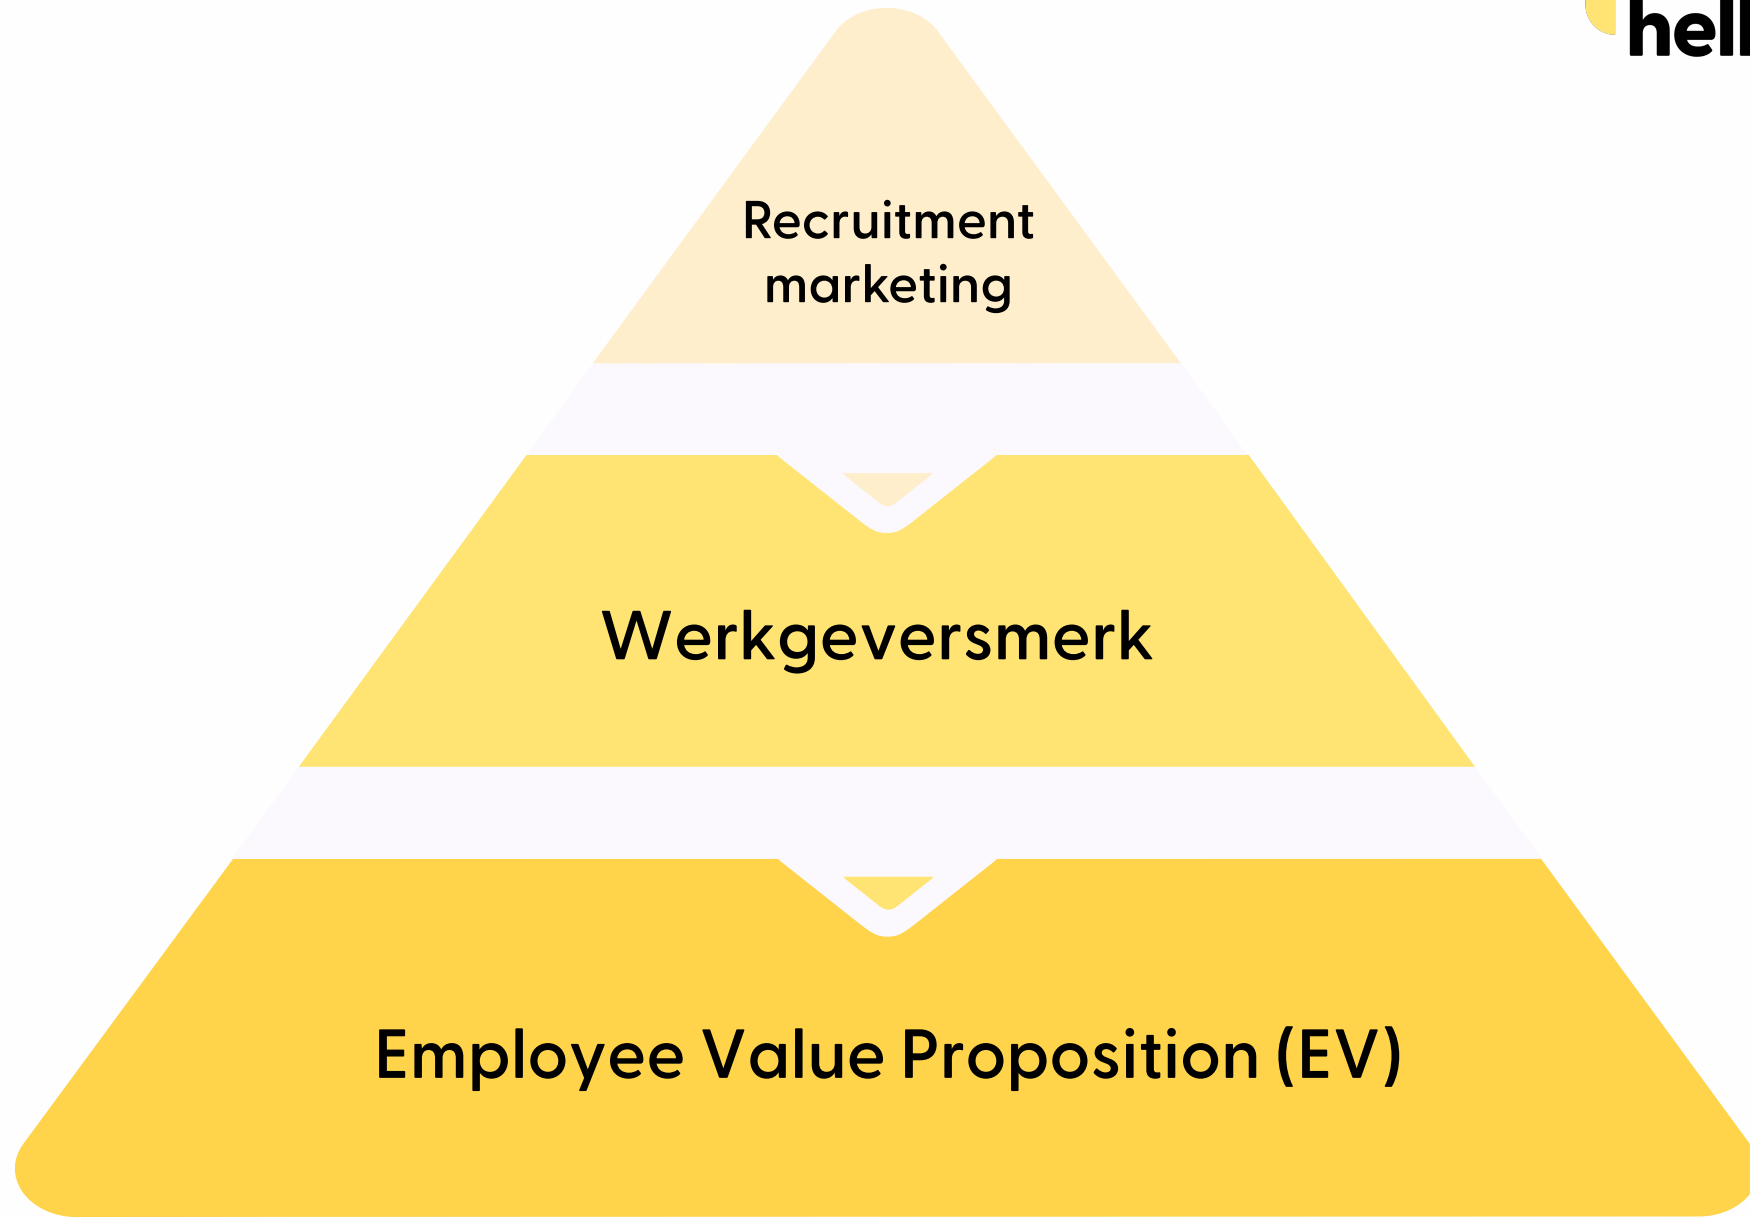 hell
Recruitment
marketing
Werkgeversmerk
Employee Value Proposition (EV)